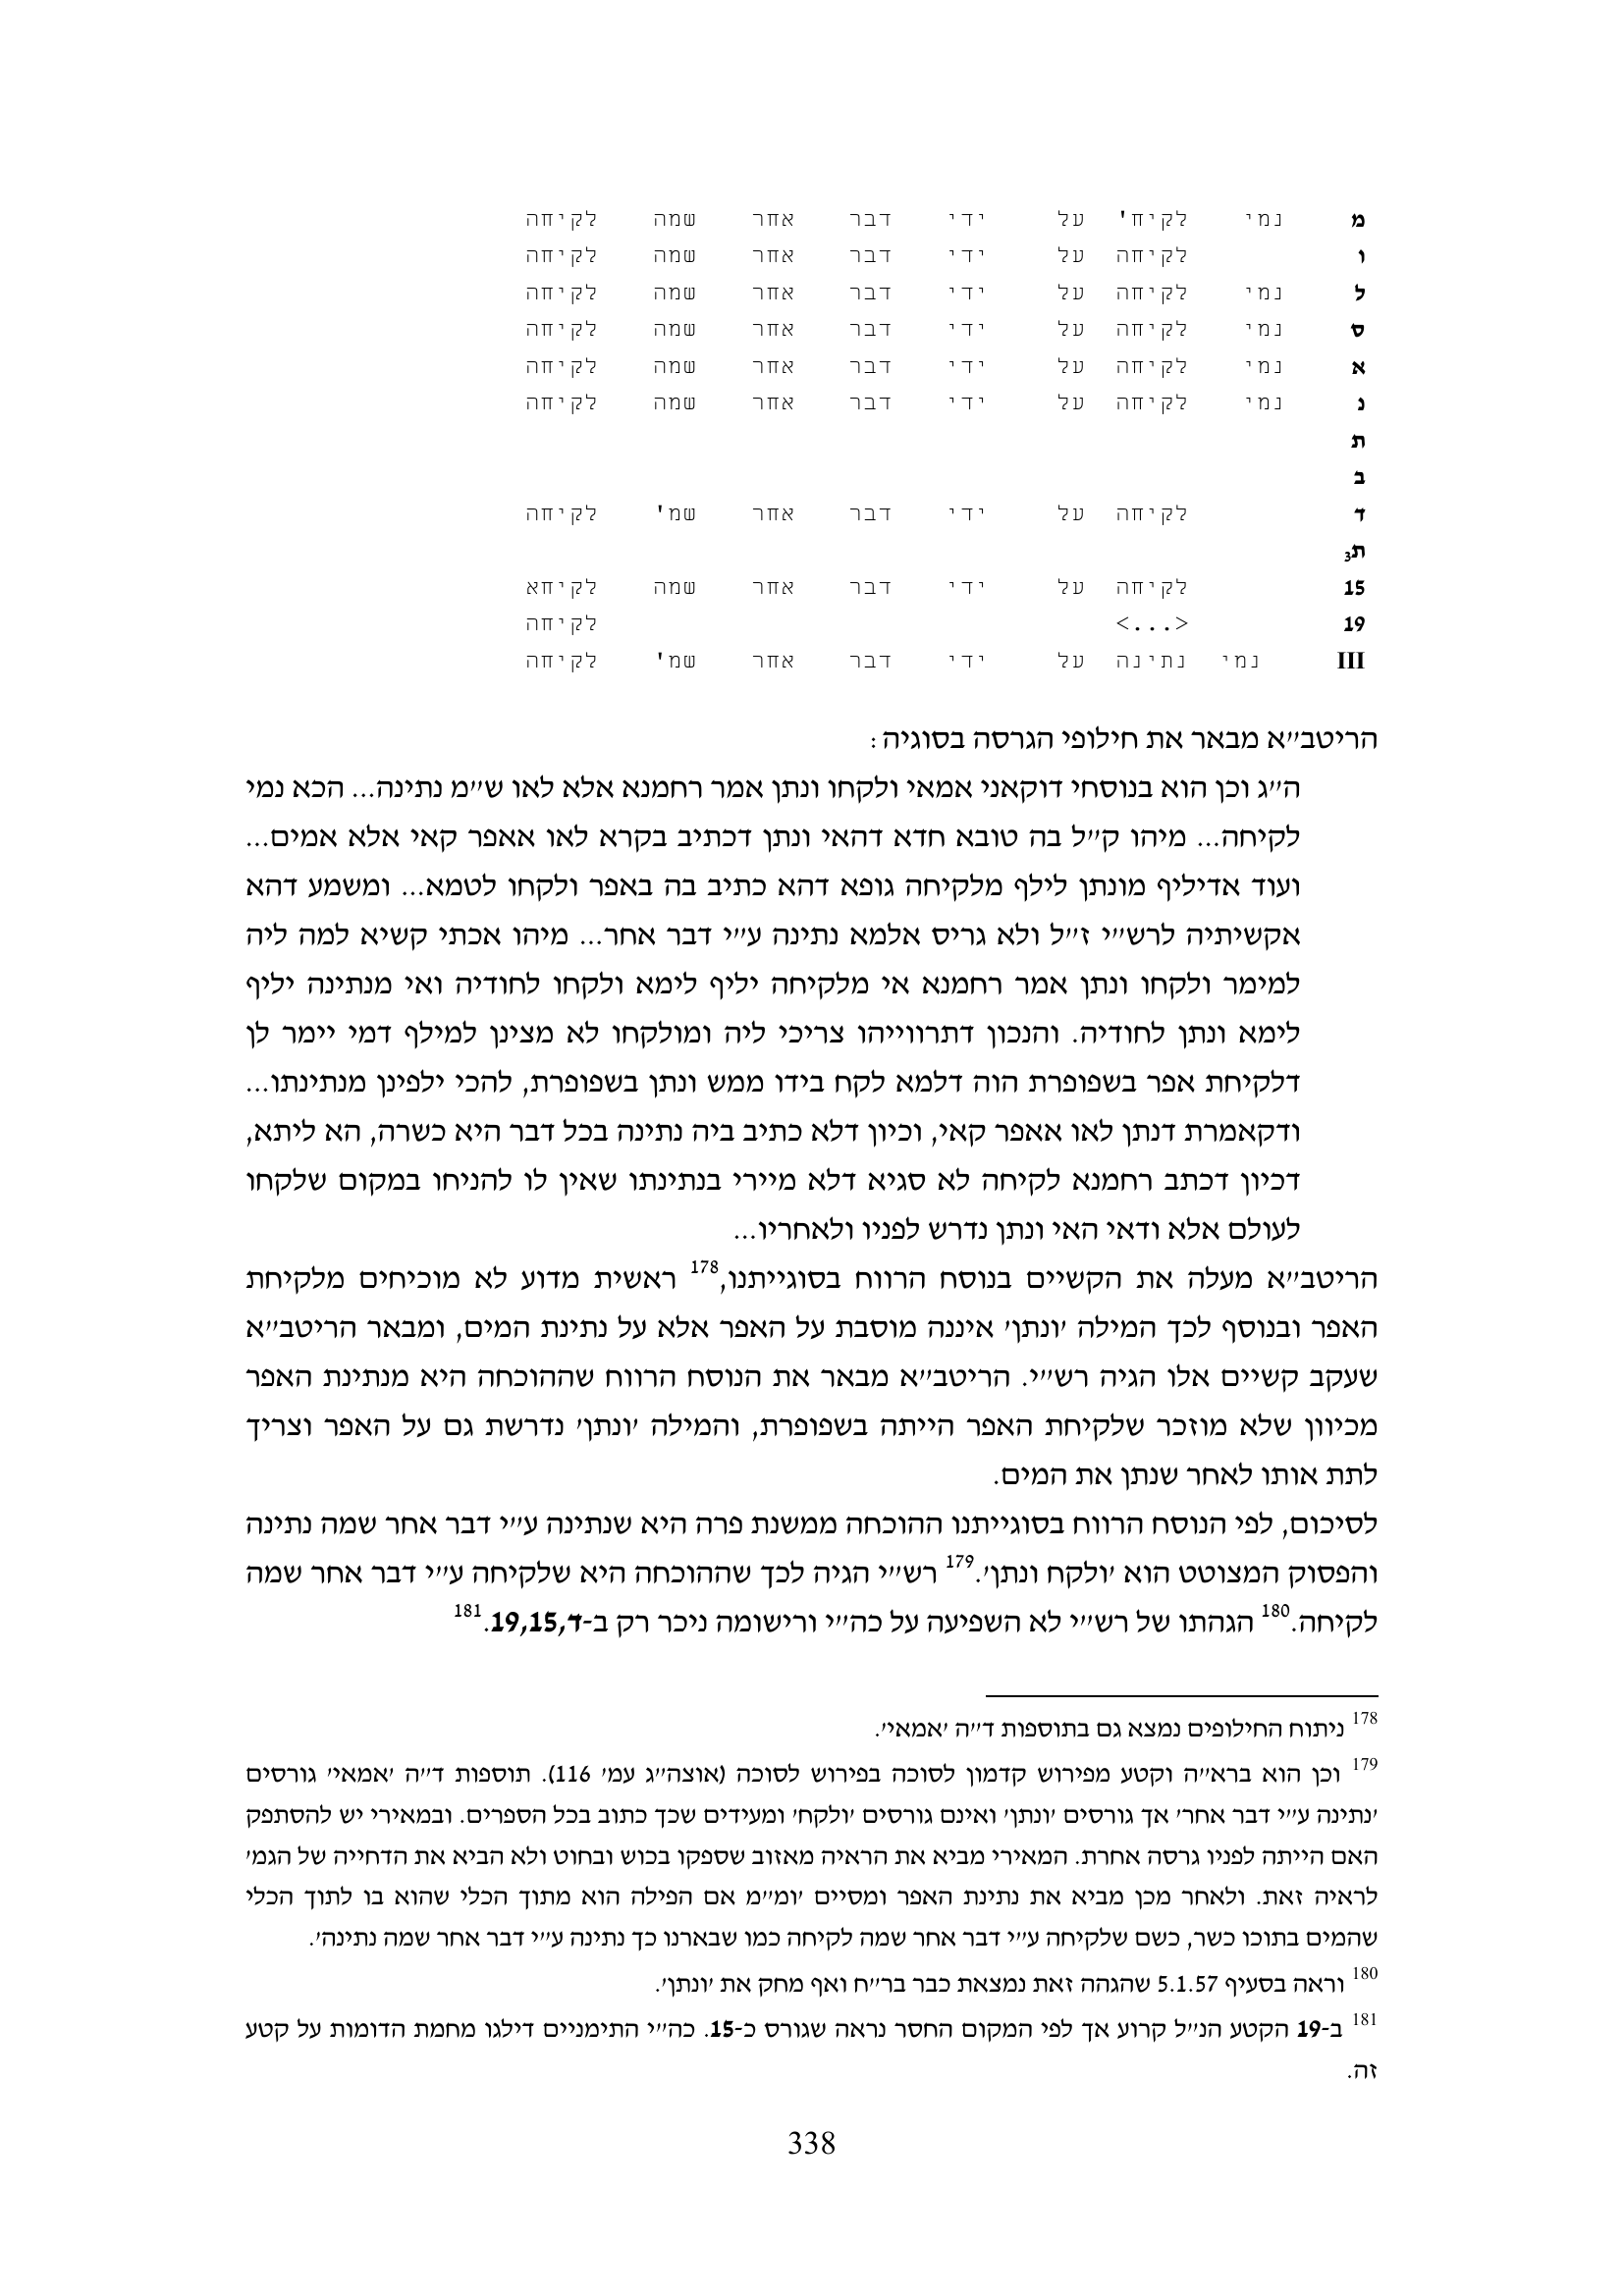 מ נמי לקיח' על ידי דבר אחר שמה לקיחה
ו לקיחה על ידי דבר אחר שמה לקיחה
ל נמי לקיחה על ידי דבר אחר שמה לקיחה
ס נמי לקיחה על ידי דבר אחר שמה לקיחה
א נמי לקיחה על ידי דבר אחר שמה לקיחה
נ נמי לקיחה על ידי דבר אחר שמה לקיחה
ת
ב
ד לקיחה על ידי דבר אחר שמ' לקיחה
ת3
15 לקיחה על ידי דבר אחר שמה לקיחא
19 <...> לקיחה
III נמי נתינה על ידי דבר אחר שמ' לקיחה
הריטב״א מבאר את חילופי הגרסה בסוגיה:
ה״ג וכן הוא בנוסחי דוקאני אמאי ולקחו ונתן אמר רחמנא אלא לאו ש״מ נתינה... הכא נמי
לקיחה... מיהו ק״ל בה טובא חדא דהאי ונתן דכתיב בקרא לאו אאפר קאי אלא אמים...
ועוד אדיליף מונתן לילף מלקיחה גופא דהא כתיב בה באפר ולקחו לטמא... ומשמע דהא
אקשיתיה לרש״י ז״ל ולא גריס אלמא נתינה ע״י דבר אחר... מיהו אכתי קשיא למה ליה
למימר ולקחו ונתן אמר רחמנא אי מלקיחה יליף לימא ולקחו לחודיה ואי מנתינה יליף
לימא ונתן לחודיה. והנכון דתרווייהו צריכי ליה ומולקחו לא מצינן למילף דמי יימר לן
דלקיחת אפר בשפופרת הוה דלמא לקח בידו ממש ונתן בשפופרת, להכי ילפינן מנתינתו...
ודקאמרת דנתן לאו אאפר קאי, וכיון דלא כתיב ביה נתינה בכל דבר היא כשרה, הא ליתא,
דכיון דכתב רחמנא לקיחה לא סגיא דלא מיירי בנתינתו שאין לו להניחו במקום שלקחו
לעולם אלא ודאי האי ונתן נדרש לפניו ולאחריו...
הריטב״א מעלה את הקשיים בנוסח הרווח בסוגייתנו,178 ראשית מדוע לא מוכיחים מלקיחת
האפר ובנוסף לכך המילה ׳ונתן׳ איננה מוסבת על האפר אלא על נתינת המים, ומבאר הריטב״א
שעקב קשיים אלו הגיה רש״י. הריטב״א מבאר את הנוסח הרווח שההוכחה היא מנתינת האפר
מכיוון שלא מוזכר שלקיחת האפר הייתה בשפופרת, והמילה ׳ונתן׳ נדרשת גם על האפר וצריך
לתת אותו לאחר שנתן את המים.
לסיכום, לפי הנוסח הרווח בסוגייתנו ההוכחה ממשנת פרה היא שנתינה ע״י דבר אחר שמה נתינה
והפסוק המצוטט הוא ׳ולקח ונתן׳.179 רש״י הגיה לכך שההוכחה היא שלקיחה ע״י דבר אחר שמה
לקיחה.180 הגהתו של רש״י לא השפיעה על כה״י ורישומה ניכר רק ב-ד,19,15.181
178 ניתוח החילופים נמצא גם בתוספות ד״ה ׳אמאי׳.
179 וכן הוא ברא״ה וקטע מפירוש קדמון לסוכה בפירוש לסוכה (אוצה״ג עמ׳ 116). תוספות ד״ה ׳אמאי׳ גורסים
׳נתינה ע״י דבר אחר׳ אך גורסים ׳ונתן׳ ואינם גורסים ׳ולקח׳ ומעידים שכך כתוב בכל הספרים. ובמאירי יש להסתפק
האם הייתה לפניו גרסה אחרת. המאירי מביא את הראיה מאזוב שספקו בכוש ובחוט ולא הביא את הדחייה של הגמ׳
לראיה זאת. ולאחר מכן מביא את נתינת האפר ומסיים ׳ומ״מ אם הפילה הוא מתוך הכלי שהוא בו לתוך הכלי
שהמים בתוכו כשר, כשם שלקיחה ע״י דבר אחר שמה לקיחה כמו שבארנו כך נתינה ע״י דבר אחר שמה נתינה׳.
180 וראה בסעיף 5.1.57 שהגהה זאת נמצאת כבר בר״ח ואף מחק את ׳ונתן׳.
181 ב-19 הקטע הנ״ל קרוע אך לפי המקום החסר נראה שגורס כ-15. כה״י התימניים דילגו מחמת הדומות על קטע
זה.
338